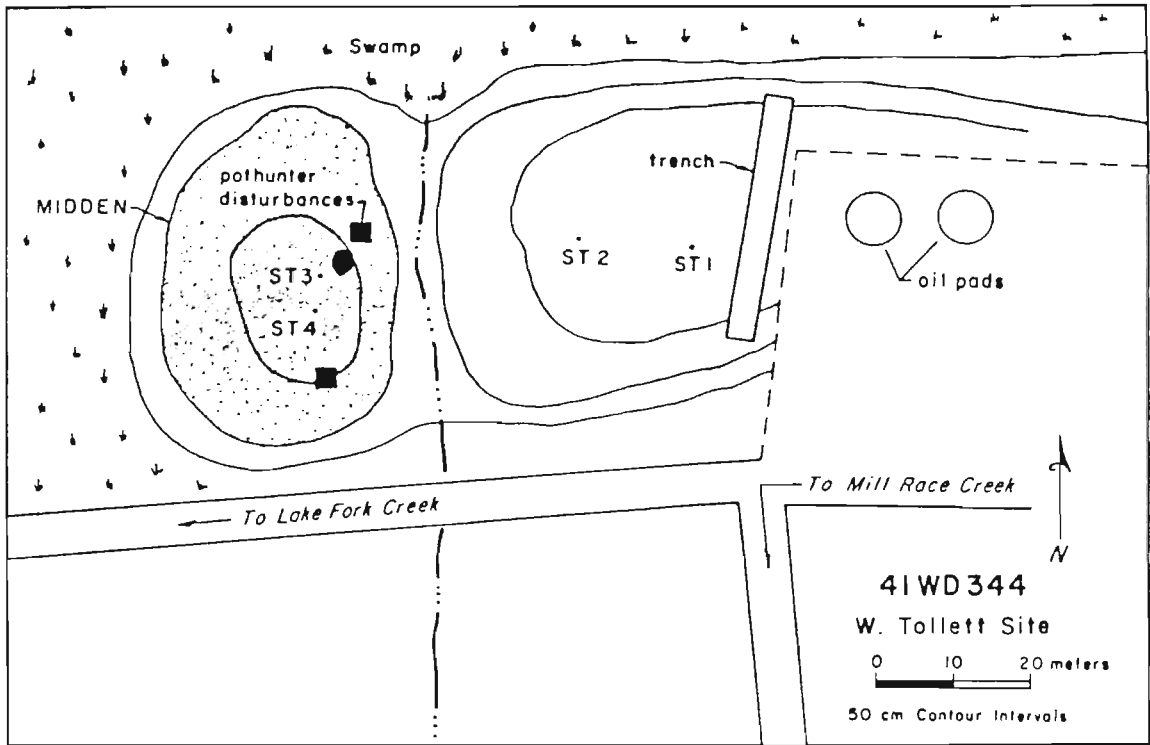 Swamp
pothunter
disturbances
MIDDEN
trench
ST2
ST1
ST3
ST4
oil pads
To Lake Fork Creek
To Mill Race Creek
N
41WD344
W. Tollett Site
0 10 20 meters
50 cm Contour Intervals